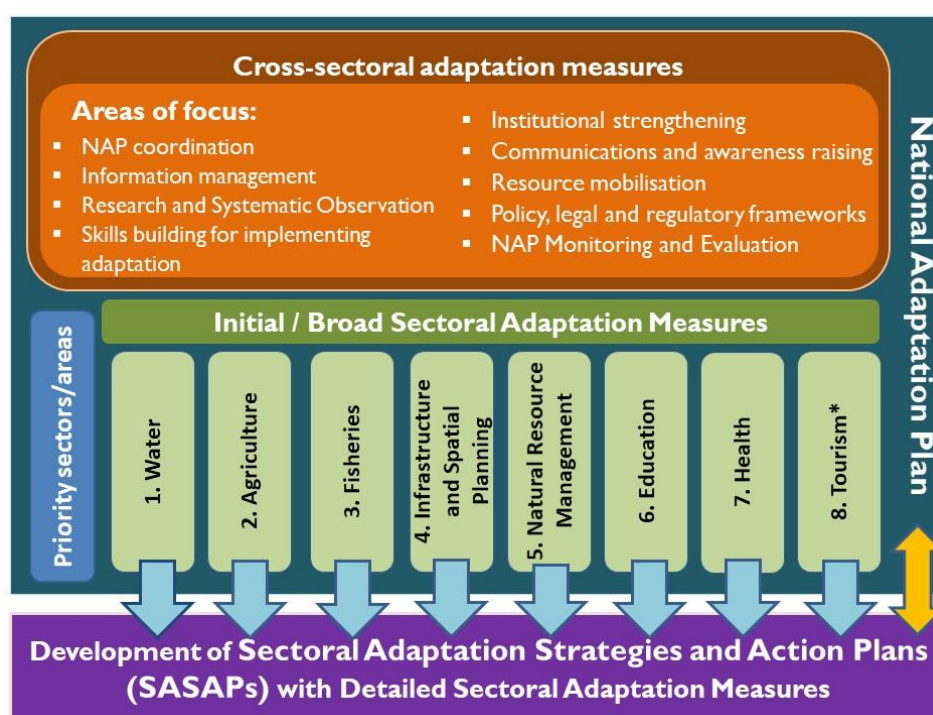 Cross-sectoral adaptation measures
Areas of focus:
▪ NAP coordination
▪ Information management
▪ Research and Systematic Observation
▪ Skills building for implementing
adaptation
▪ Institutional strengthening
▪ Communications and awareness raising
▪ Resource mobilisation
▪ Policy, legal and regulatory frameworks
▪ NAP Monitoring and Evaluation
National Adaptation Plan
Initial / Broad Sectoral Adaptation Measures
Priority sectors/areas
1. Water
2. Agriculture
3. Fisheries
4. Infrastructure
and Spatial
Planning
5. Natural Resource
Management
6. Education
7. Health
8. Tourism*
Development of Sectoral Adaptation Strategies and Action Plans
(SASAPs) with Detailed Sectoral Adaptation Measures